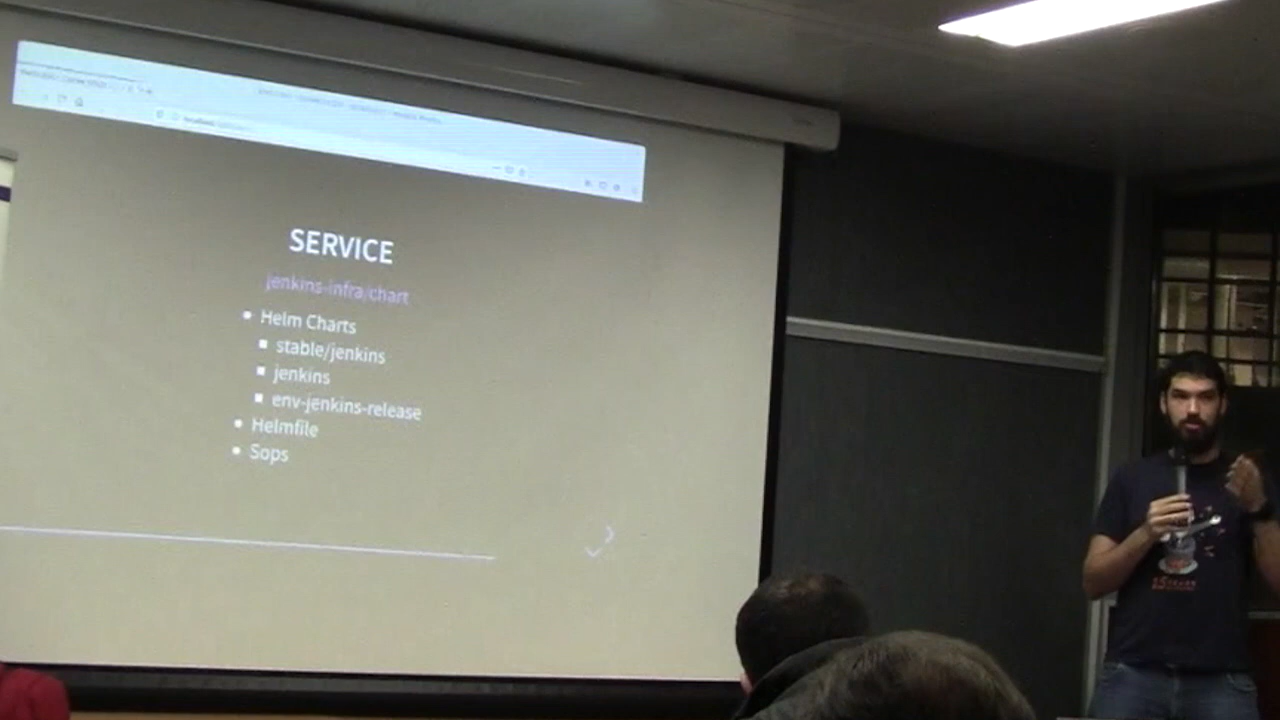 SERVICE
jenkins-infra/chart
Helm Charts
stable/jenkins
jenkins
env-jenkins-release
Helmfile
Sops